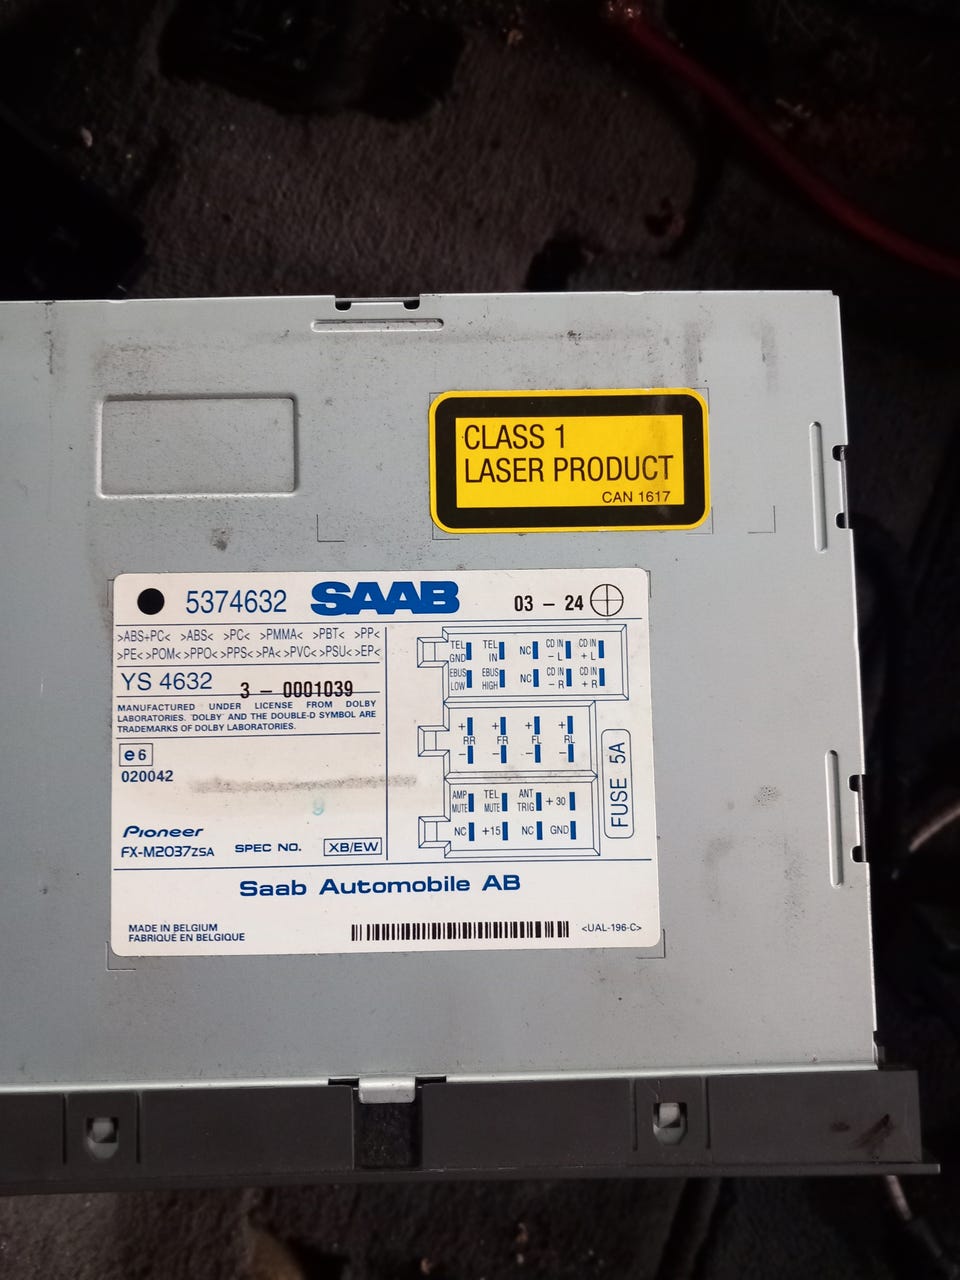 CLASS 1
LASER PRODUCT
CAN 1617
5374632 SAAB 03 - 24
>ABS+PC< >ABS< >PC< >PMMA< >PBT< >PP<
>PE< >POM< >PPO< >PPS< >PA< >PVC< >PSU< >EP<
YS 4632 3 - 0001039
MANUFACTURED UNDER LICENSE FROM DOLBY
LABORATORIES. 'DOLBY' AND THE DOUBLE-D SYMBOL ARE
TRADEMARKS OF DOLBY LABORATORIES.
e6
020042
9
Pioneer
FX-M2037ZSA SPEC NO. XB/EW
TEL GND TEL IN NC CD IN - L CD IN + L
EBUS LOW EBUS HIGH NC CD IN - R CD IN + R
+ + + +
RR FR FL RL
- - - -
AMP MUTE TEL MUTE ANT TRIG + 30
NC +15 NC GND
FUSE 5A
Saab Automobile AB
MADE IN BELGIUM
FABRIQUÉ EN BELGIQUE
<UAL-196-C>